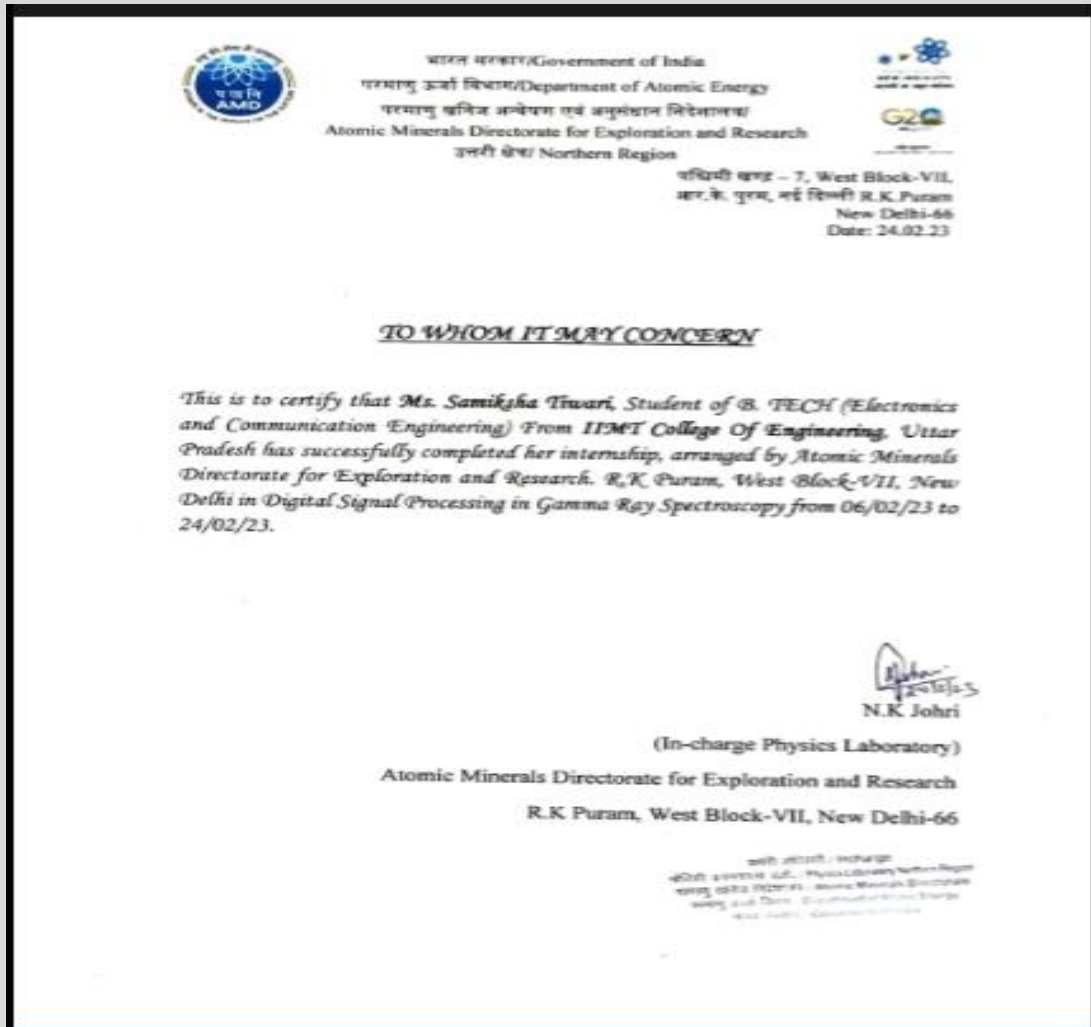 प ख नि
AMD
भारत सरकार/Government of India
परमाणु ऊर्जा विभाग/Department of Atomic Energy
परमाणु खनिज अन्वेषण एवं अनुसंधान निदेशालय/
Atomic Minerals Directorate for Exploration and Research
उत्तरी क्षेत्र/ Northern Region
G20
पश्चिमी खण्ड – 7, West Block-VII,
आर.के. पुरम, नई दिल्ली R.K.Puram
New Delhi-66
Date: 24.02.23
TO WHOM IT MAY CONCERN
This is to certify that Ms. Samiksha Tiwari, Student of B. TECH (Electronics
and Communication Engineering) From IIMT College Of Engineering, Uttar
Pradesh has successfully completed her internship, arranged by Atomic Minerals
Directorate for Exploration and Research. R.K Puram, West Block-VII, New
Delhi in Digital Signal Processing in Gamma Ray Spectroscopy from 06/02/23 to
24/02/23.
N.K Johri
(In-charge Physics Laboratory)
Atomic Minerals Directorate for Exploration and Research
R.K Puram, West Block-VII, New Delhi-66